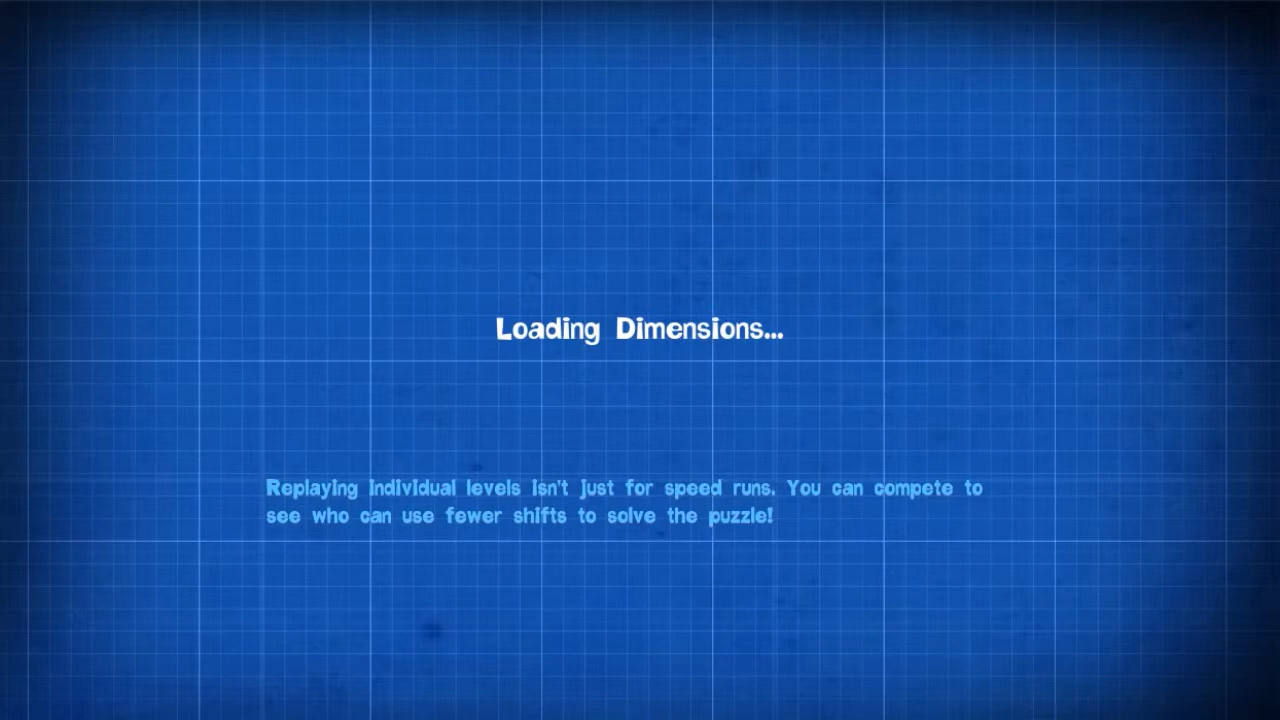 Loading Dimensions...
Replaying individual levels isn't just for speed runs. You can compete to
see who can use fewer shifts to solve the puzzle!